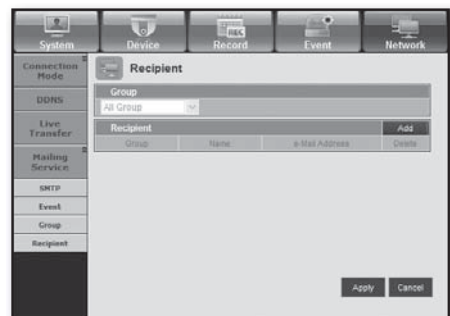 System Device Record Event Network
Connection Mode
DDNS
Live Transfer
Mailing Service
SMTP
Event
Group
Recipient
Recipient
Group
All Group
Recipient Add
Group Name e-Mail Address Delete
Apply Cancel